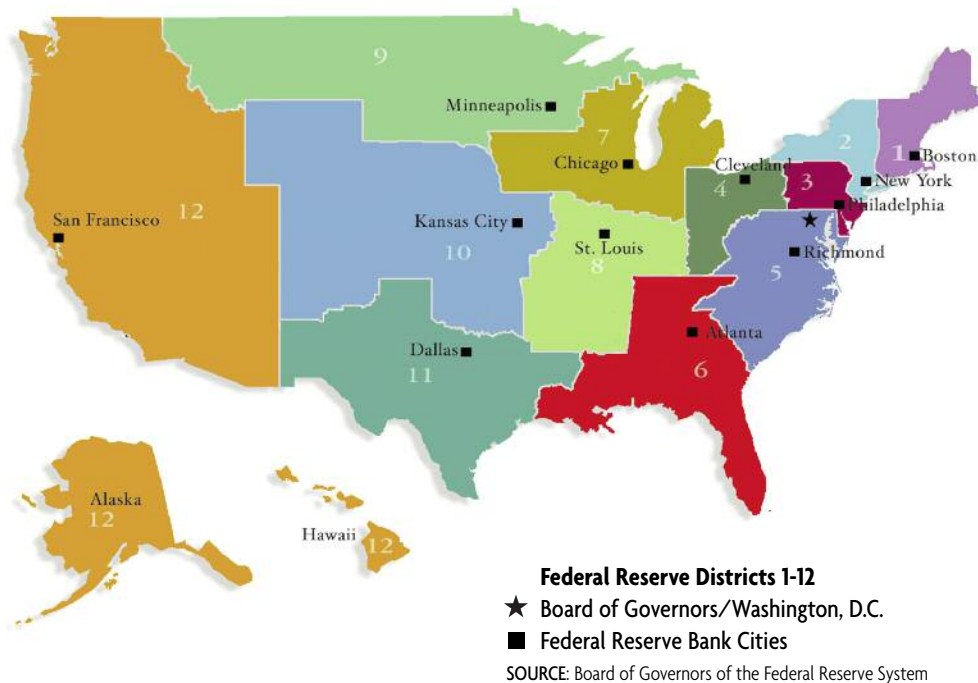 9
Minneapolis
7
Chicago
Cleveland
4
3
2
1
Boston
New York
Philadelphia
San Francisco
12
Kansas City
10
St. Louis
8
5
Richmond
Dallas
11
Atlanta
6
Alaska
12
Hawaii
12
Federal Reserve Districts 1-12
★ Board of Governors/Washington, D.C.
■ Federal Reserve Bank Cities
SOURCE: Board of Governors of the Federal Reserve System